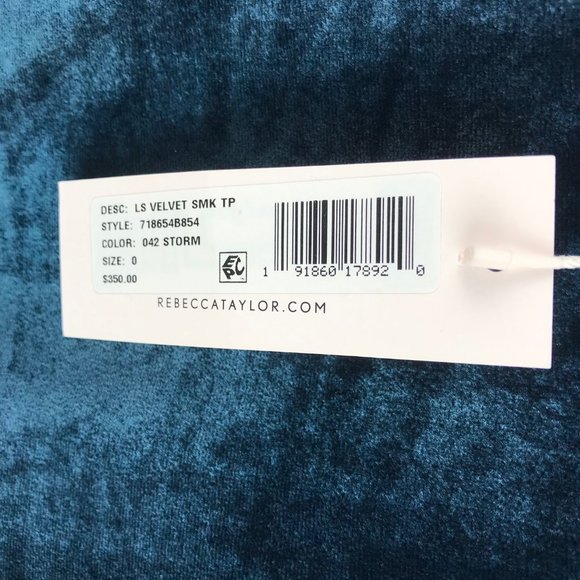 DESC: LS VELVET SMK TP
STYLE: 718654B854
COLOR: 042 STORM
SIZE: 0
$350.00
EPC
1 91860 17892 0
REBECCATAYLOR.COM